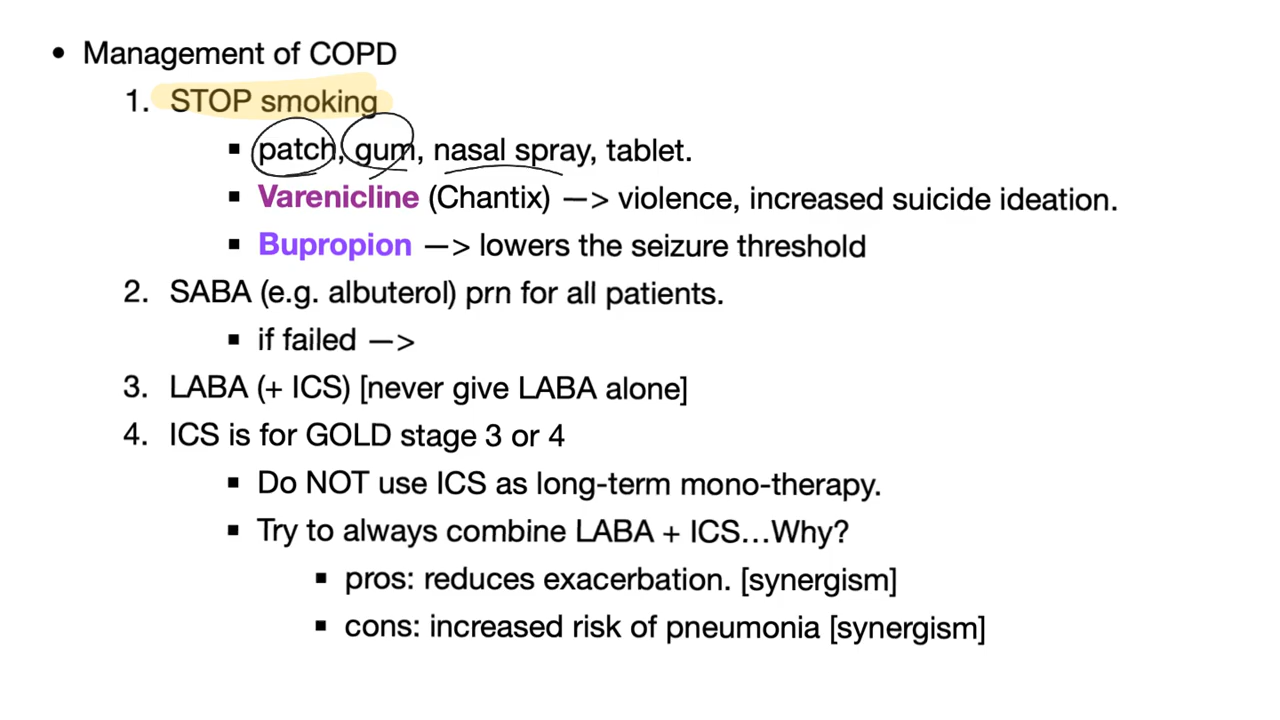 • Management of COPD
1. STOP smoking
▪ patch, gum, nasal spray, tablet.
▪ Varenicline (Chantix) —> violence, increased suicide ideation.
▪ Bupropion —> lowers the seizure threshold
2. SABA (e.g. albuterol) prn for all patients.
▪ if failed —>
3. LABA (+ ICS) [never give LABA alone]
4. ICS is for GOLD stage 3 or 4
▪ Do NOT use ICS as long-term mono-therapy.
▪ Try to always combine LABA + ICS...Why?
▪ pros: reduces exacerbation. [synergism]
▪ cons: increased risk of pneumonia [synergism]